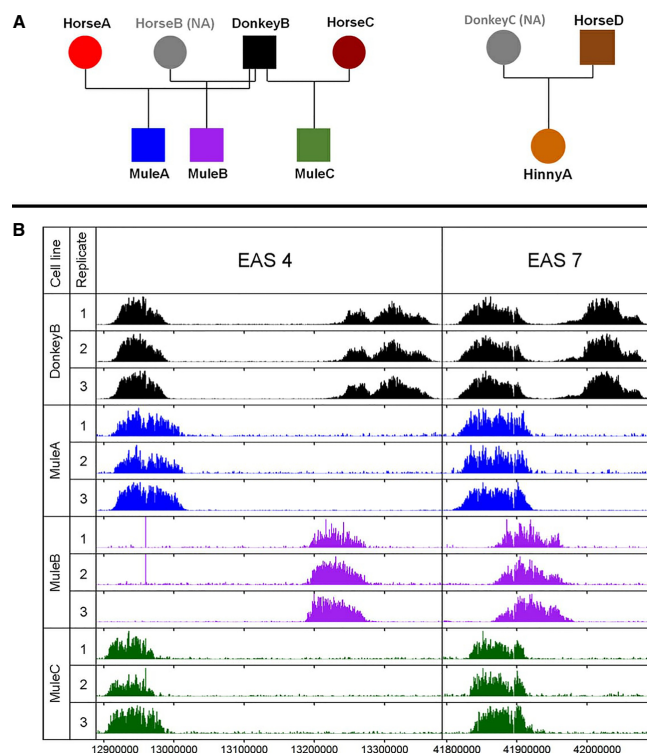 A
HorseA
HorseB (NA)
DonkeyB
HorseC
DonkeyC (NA)
HorseD
MuleA
MuleB
MuleC
HinnyA
B
Cell line
Replicate
EAS 4
EAS 7
DonkeyB
1
2
3
MuleA
1
2
3
MuleB
1
2
3
MuleC
1
2
3
12900000 13000000 13100000 13200000 13300000 41800000 41900000 42000000